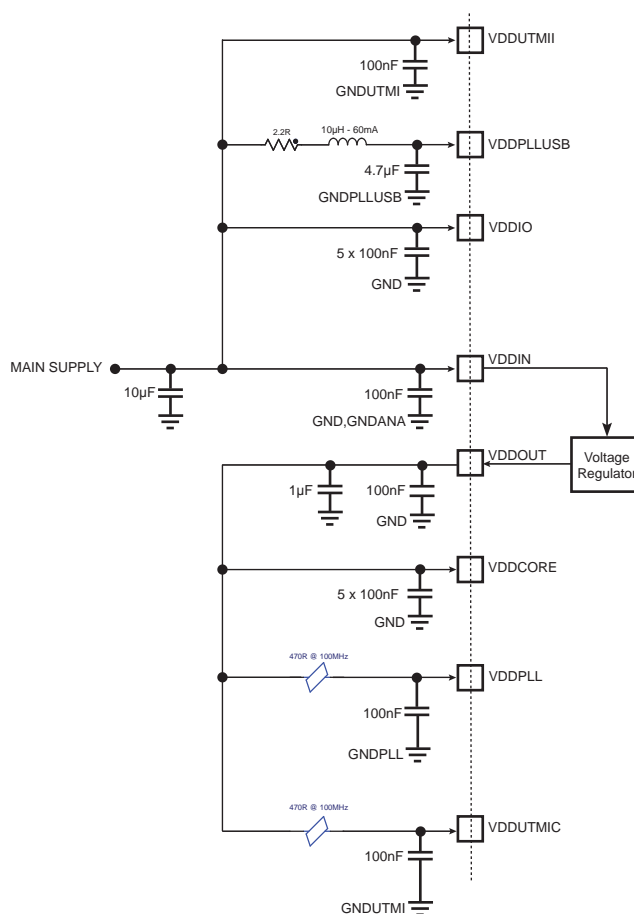 VDDUTMII
100nF
GNDUTMI
2.2R
10µH - 60mA
VDDPLLUSB
4.7µF
GNDPLLUSB
VDDIO
5 x 100nF
GND
MAIN SUPPLY
VDDIN
10µF
100nF
GND,GNDANA
VDDOUT
Voltage
Regulator
1µF
100nF
GND
VDDCORE
5 x 100nF
GND
470R @ 100MHz
VDDPLL
100nF
GNDPLL
470R @ 100MHz
VDDUTMIC
100nF
GNDUTMI